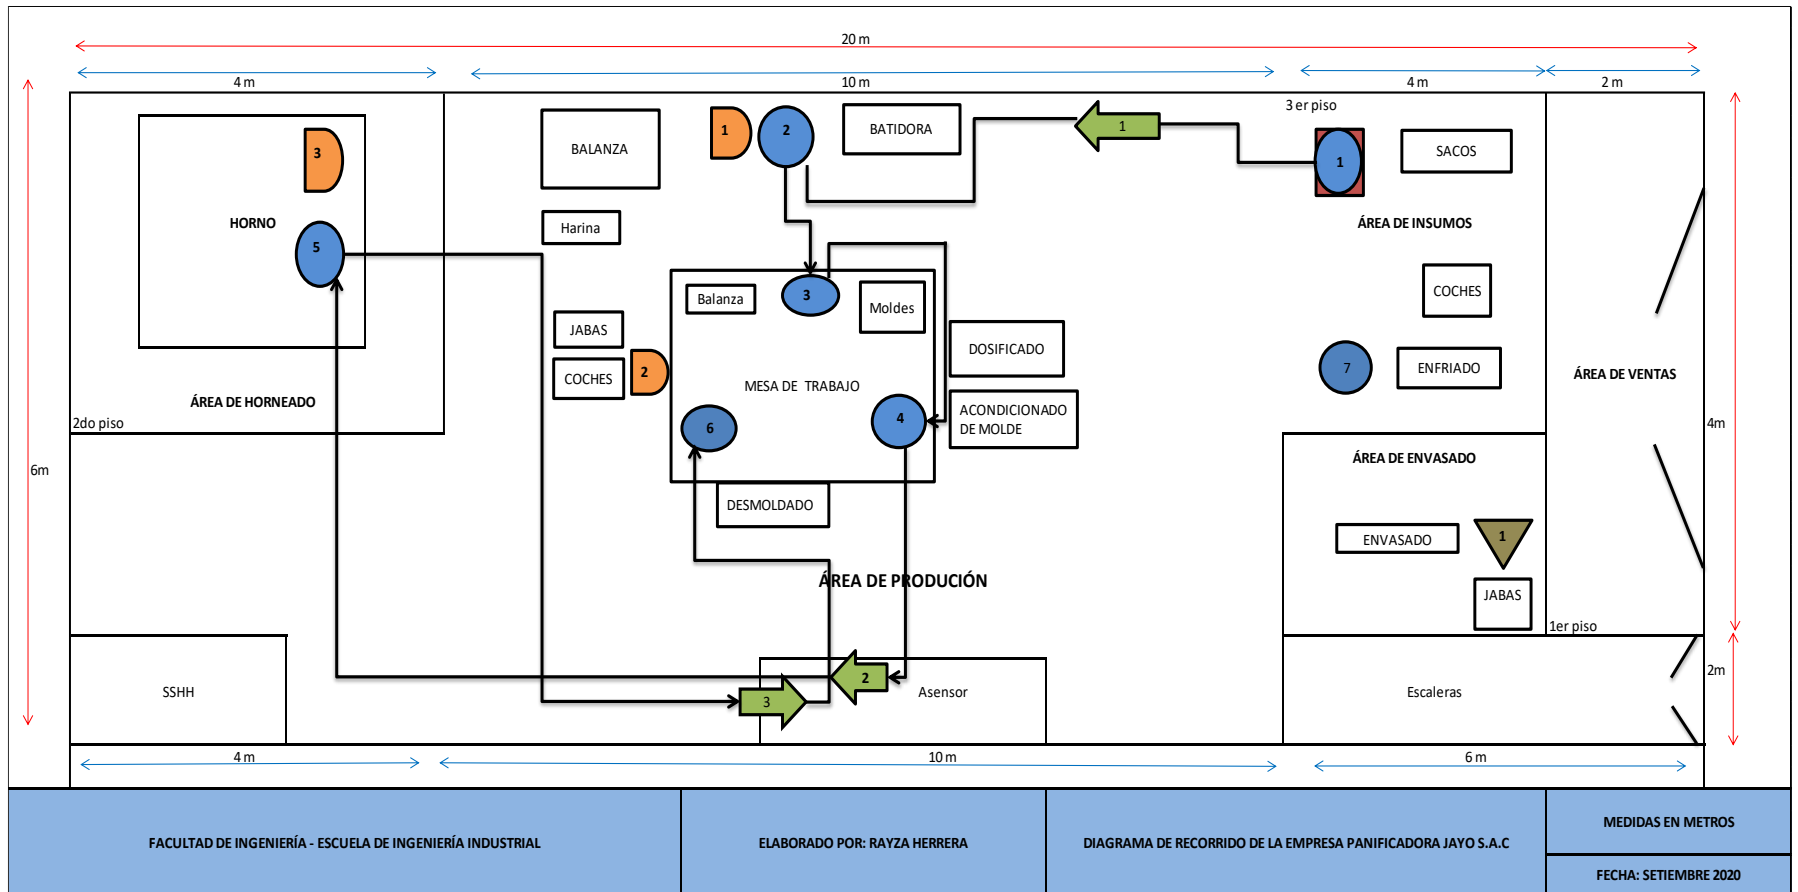 20 m
4 m
10 m
4 m
2 m
3 er piso
3
BALANZA
1
2
BATIDORA
1
1
SACOS
HORNO
5
Harina
ÁREA DE INSUMOS
Balanza
3
Moldes
COCHES
JABAS
DOSIFICADO
COCHES
2
MESA DE TRABAJO
7
ENFRIADO
ÁREA DE VENTAS
ÁREA DE HORNEADO
2do piso
6
4
ACONDICIONADO
DE MOLDE
4m
6m
ÁREA DE ENVASADO
DESMOLDADO
ENVASADO
1
ÁREA DE PRODUCIÓN
JABAS
1er piso
SSHH
3
2
Asensor
Escaleras
2m
4 m
10 m
6 m
FACULTAD DE INGENIERÍA - ESCUELA DE INGENIERÍA INDUSTRIAL
ELABORADO POR: RAYZA HERRERA
DIAGRAMA DE RECORRIDO DE LA EMPRESA PANIFICADORA JAYO S.A.C
MEDIDAS EN METROS
FECHA: SETIEMBRE 2020